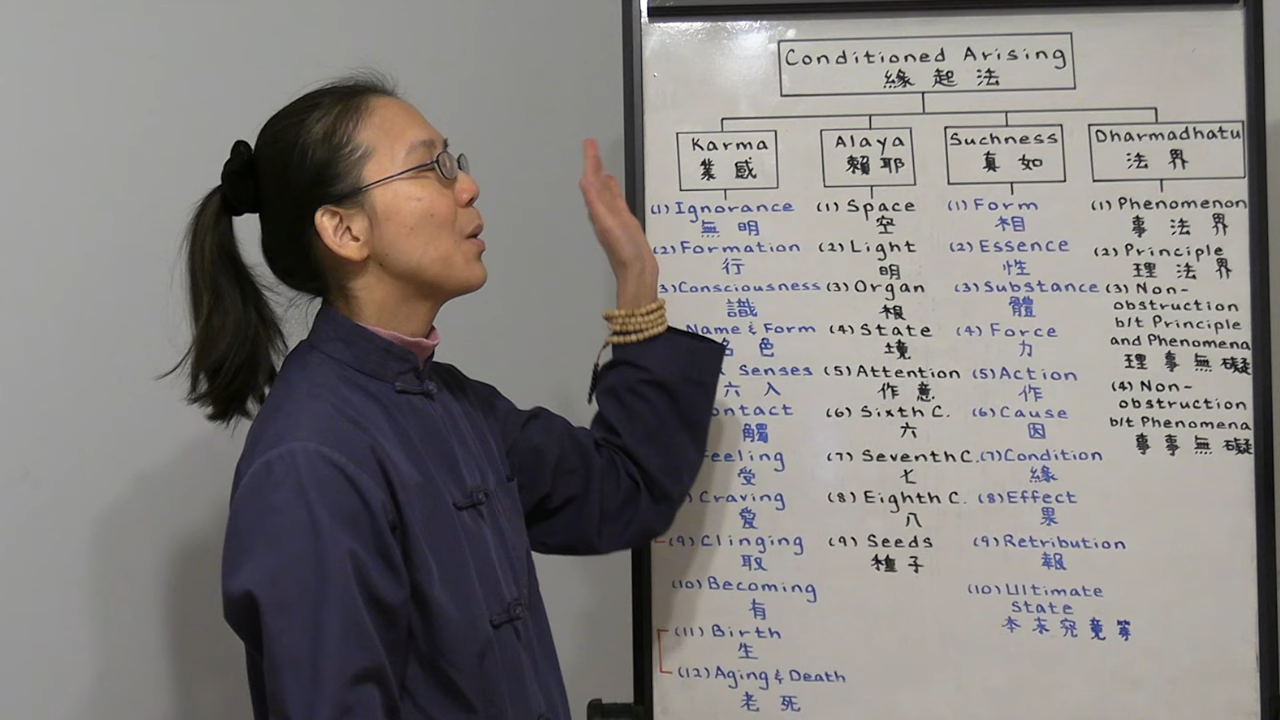 Conditioned Arising
緣 起 法
Karma
業 感
(1) Ignorance
無 明
(2) Formation
行
(3) Consciousness
識
Name & Form
名 色
Senses
六 入
ontact
觸
Feeling
受
Craving
愛
(9) Clinging
取
(10) Becoming
有
(11) Birth
生
(12) Aging & Death
老 死
Alaya
賴 耶
(1) Space
空
(2) Light
明
(3) Organ
根
(4) State
境
(5) Attention
作 意
(6) Sixth C.
六
(7) Seventh C.
七
(8) Eighth C.
八
(9) Seeds
種 子
Suchness
真 如
(1) Form
相
(2) Essence
性
(3) Substance
體
(4) Force
力
(5) Action
作
(6) Cause
因
(7) Condition
緣
(8) Effect
果
(9) Retribution
報
(10) Ultimate
State
本 末 究 竟 等
Dharmadhatu
法 界
(1) Phenomenon
事 法 界
(2) Principle
理 法 界
(3) Non-
obstruction
b/t Principle
and Phenomena
理 事 無 礙
(4) Non-
obstruction
b/t Phenomena
事 事 無 礙